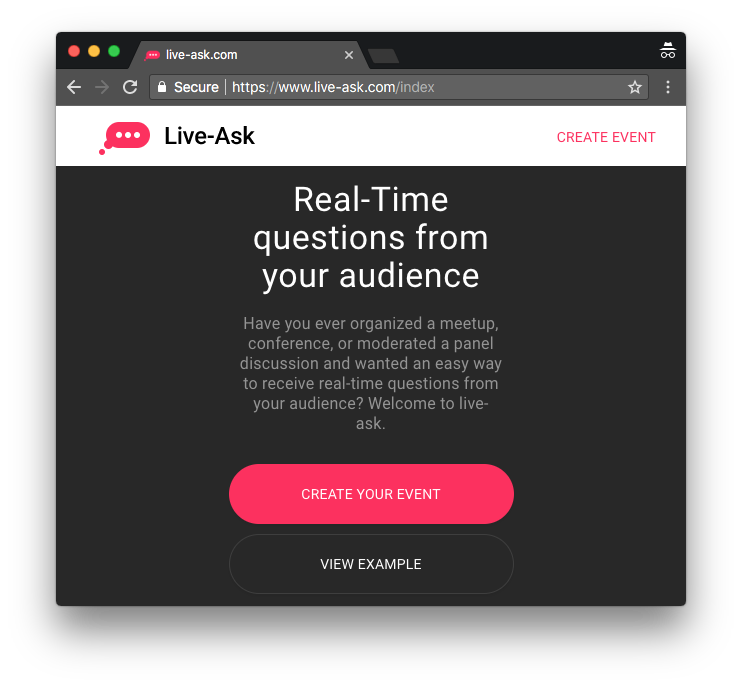 live-ask.com
Secure
https://www.live-ask.com/index
Live-Ask
CREATE EVENT
Real-Time
questions from
your audience
Have you ever organized a meetup,
conference, or moderated a panel
discussion and wanted an easy way
to receive real-time questions from
your audience? Welcome to live-
ask.
CREATE YOUR EVENT
VIEW EXAMPLE